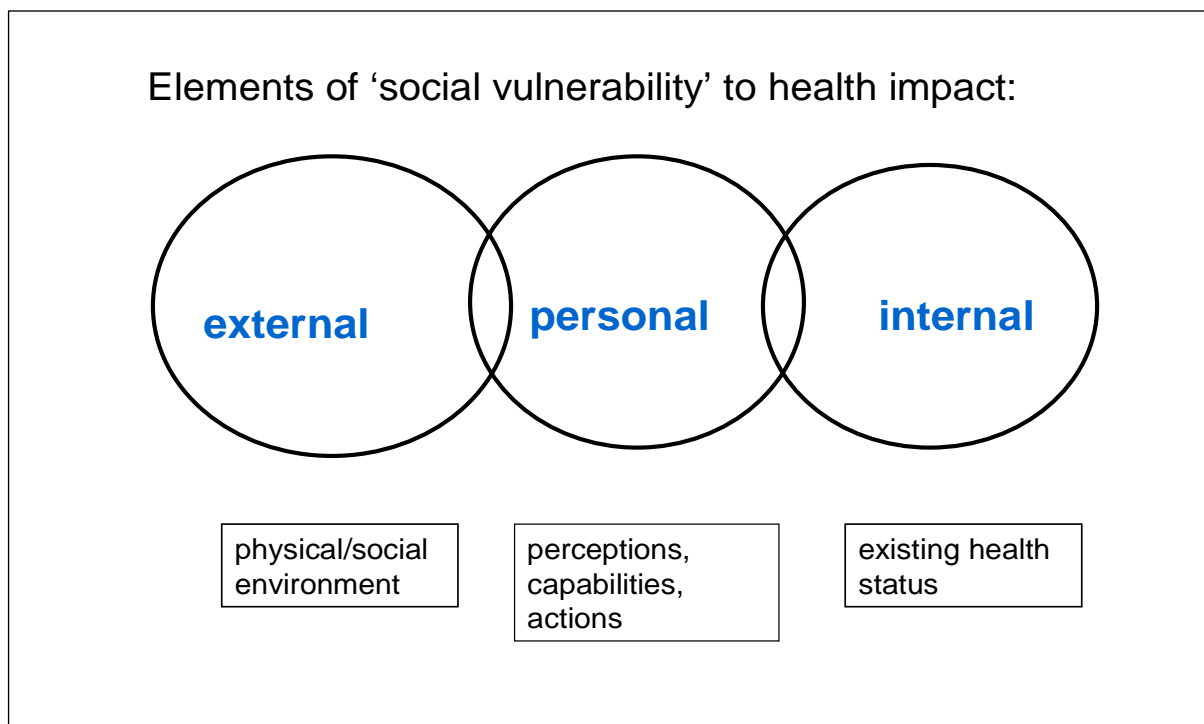 Elements of ‘social vulnerability’ to health impact:
external
personal
internal
physical/social
environment
perceptions,
capabilities,
actions
existing health
status